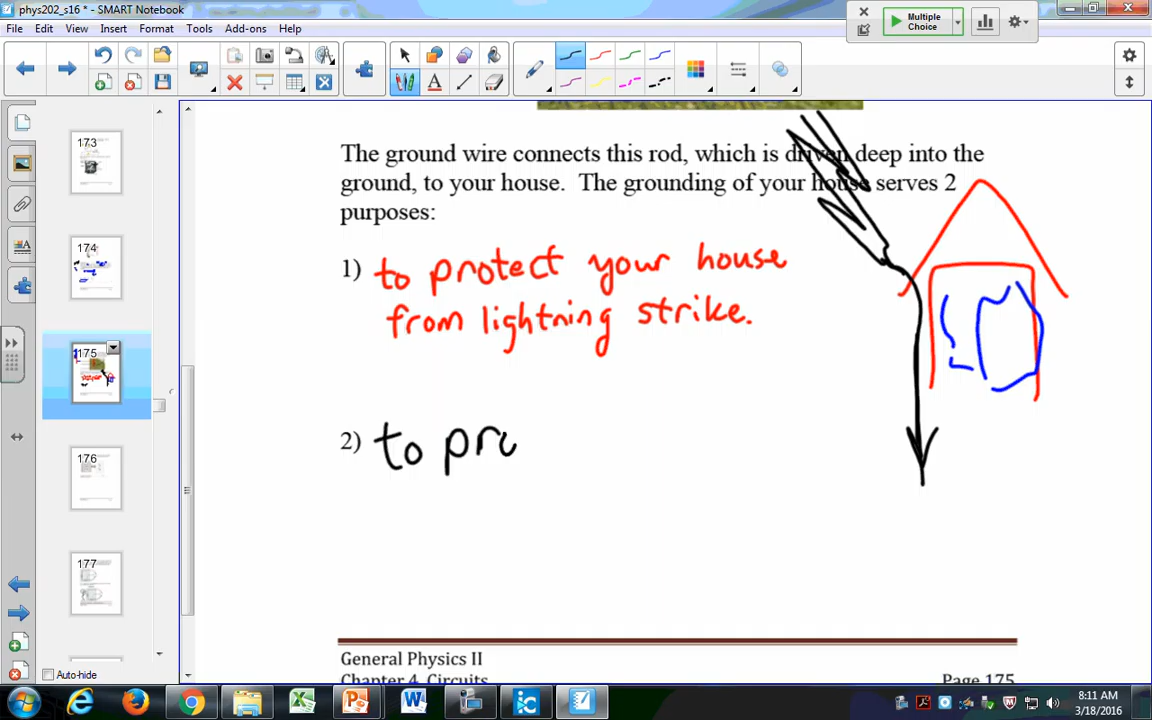 phys202_s16 * - SMART Notebook
File Edit View Insert Format Tools Add-ons Help
Multiple Choice
173
174
175
176
177
Auto-hide
The ground wire connects this rod, which is driven deep into the
ground, to your house. The grounding of your house serves 2
purposes:
1) to protect your house
from lightning strike.
2) to pro
General Physics II
Chapter 4 Circuits Page 175
8:11 AM
3/18/2016